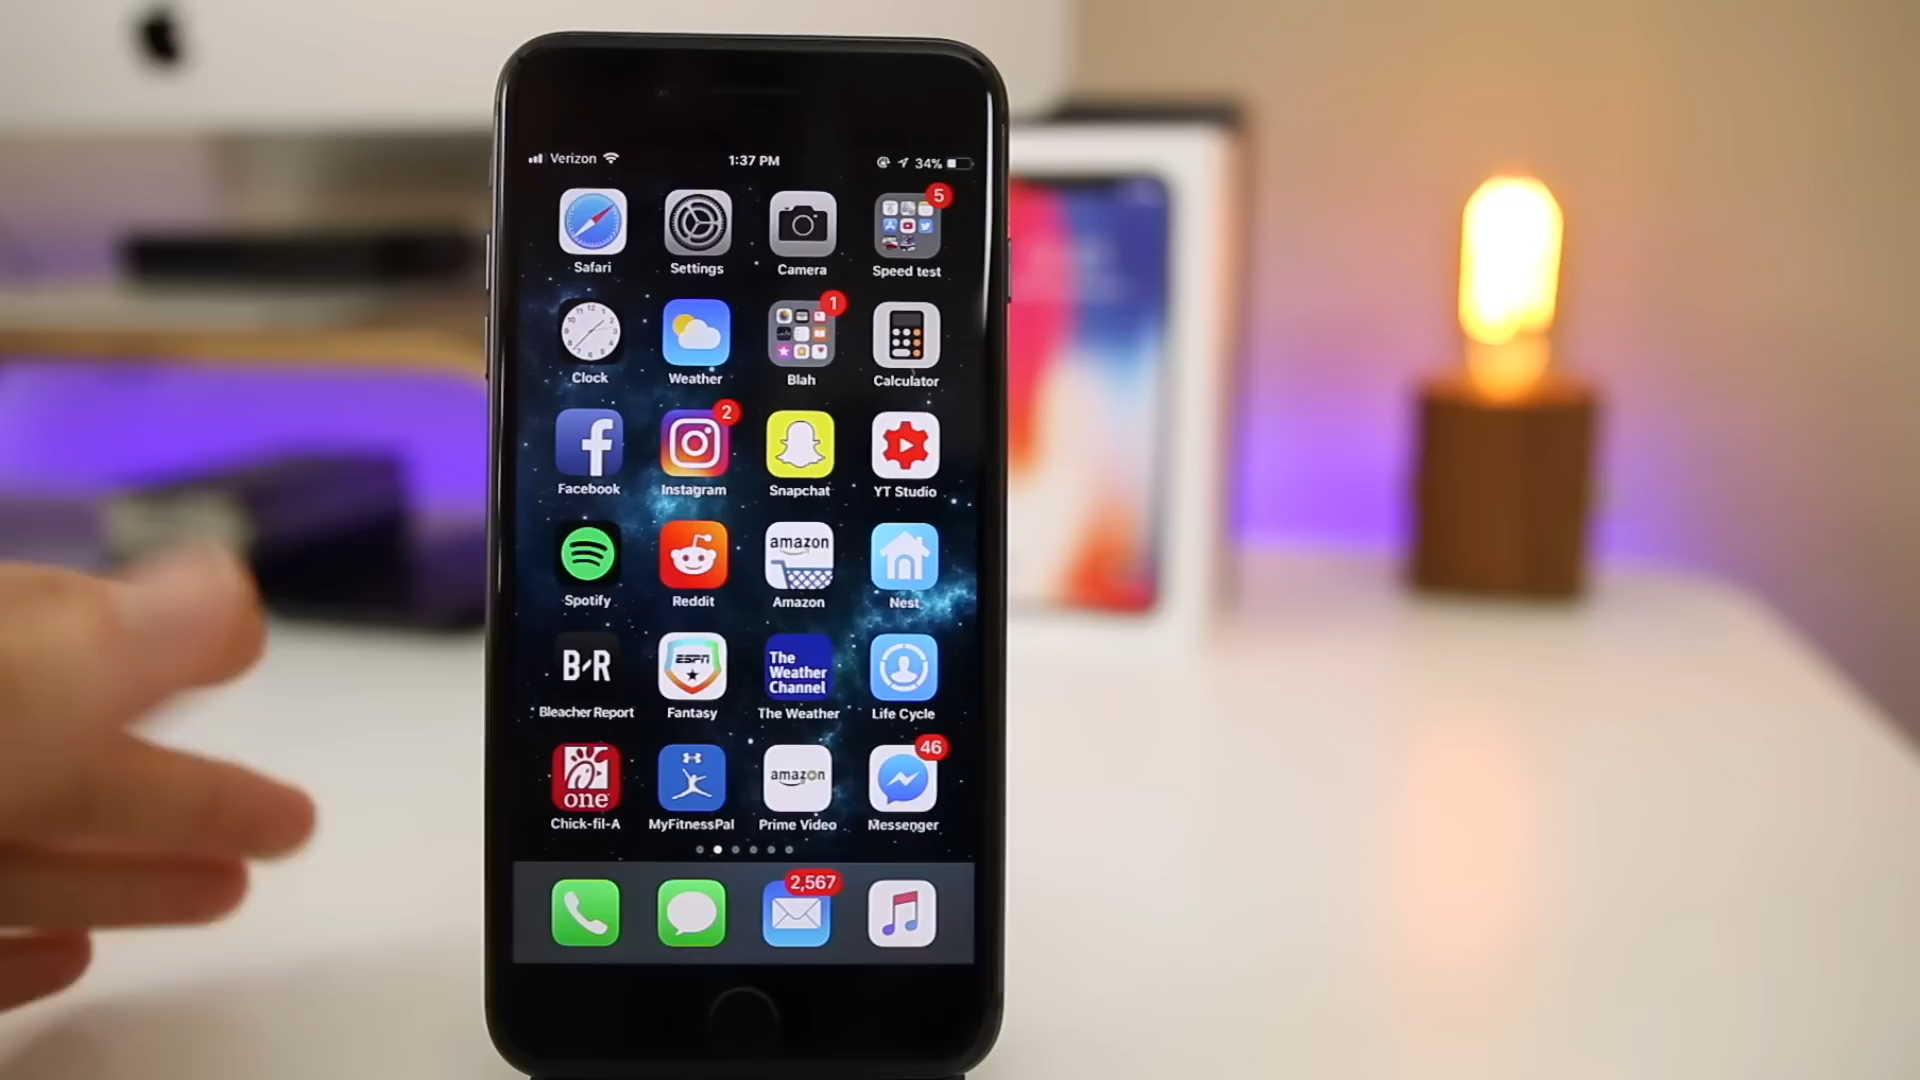 Verizon 1:37 PM 34%
5
Safari Settings Camera Speed test
1
Clock Weather Blah Calculator
2
Facebook Instagram Snapchat YT Studio
amazon
Spotify Reddit Amazon Nest
B/R ESPN The Weather Channel
Bleacher Report Fantasy The Weather Life Cycle
46
one amazon
Chick-fil-A MyFitnessPal Prime Video Messenger
2,567